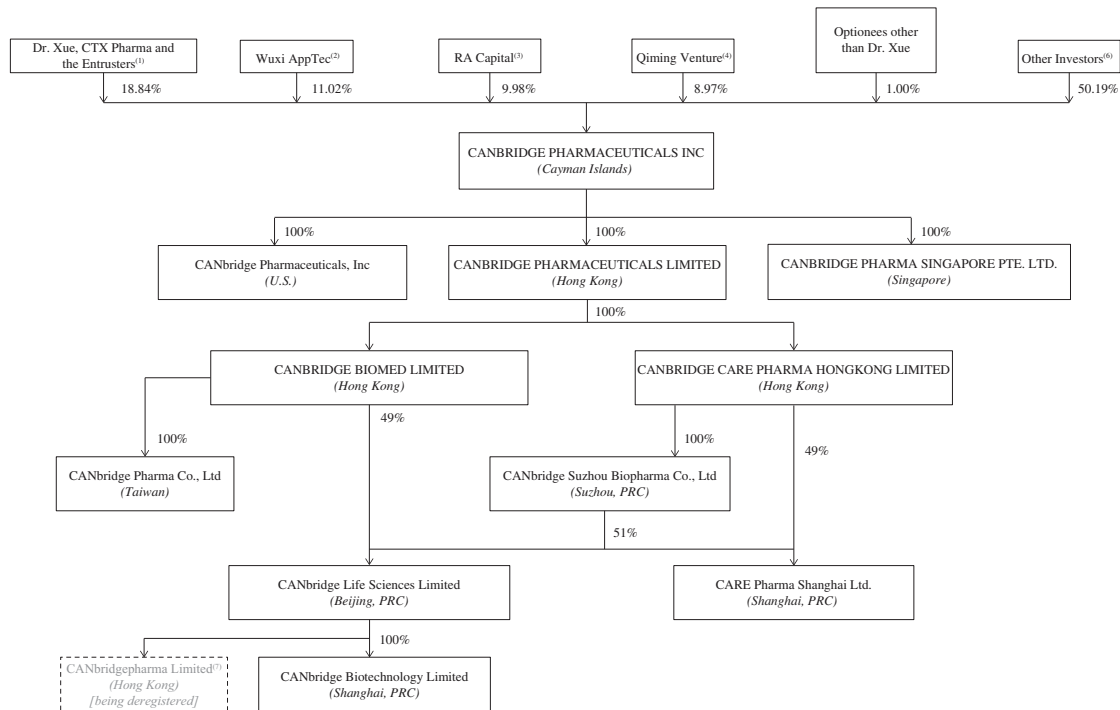 Dr. Xue, CTX Pharma and
the Entrusters(1)
Wuxi AppTec(2)
RA Capital(3)
Qiming Venture(4)
Optionees other
than Dr. Xue
Other Investors(6)
18.84%
11.02%
9.98%
8.97%
1.00%
50.19%
CANBRIDGE PHARMACEUTICALS INC
(Cayman Islands)
100%
100%
100%
CANbridge Pharmaceuticals, Inc
(U.S.)
CANBRIDGE PHARMACEUTICALS LIMITED
(Hong Kong)
CANBRIDGE PHARMA SINGAPORE PTE. LTD.
(Singapore)
100%
CANBRIDGE BIOMED LIMITED
(Hong Kong)
CANBRIDGE CARE PHARMA HONGKONG LIMITED
(Hong Kong)
49%
100%
100%
49%
CANbridge Pharma Co., Ltd
(Taiwan)
CANbridge Suzhou Biopharma Co., Ltd
(Suzhou, PRC)
51%
CANbridge Life Sciences Limited
(Beijing, PRC)
CARE Pharma Shanghai Ltd.
(Shanghai, PRC)
100%
CANbridgepharma Limited(7)
(Hong Kong)
[being deregistered]
CANbridge Biotechnology Limited
(Shanghai, PRC)